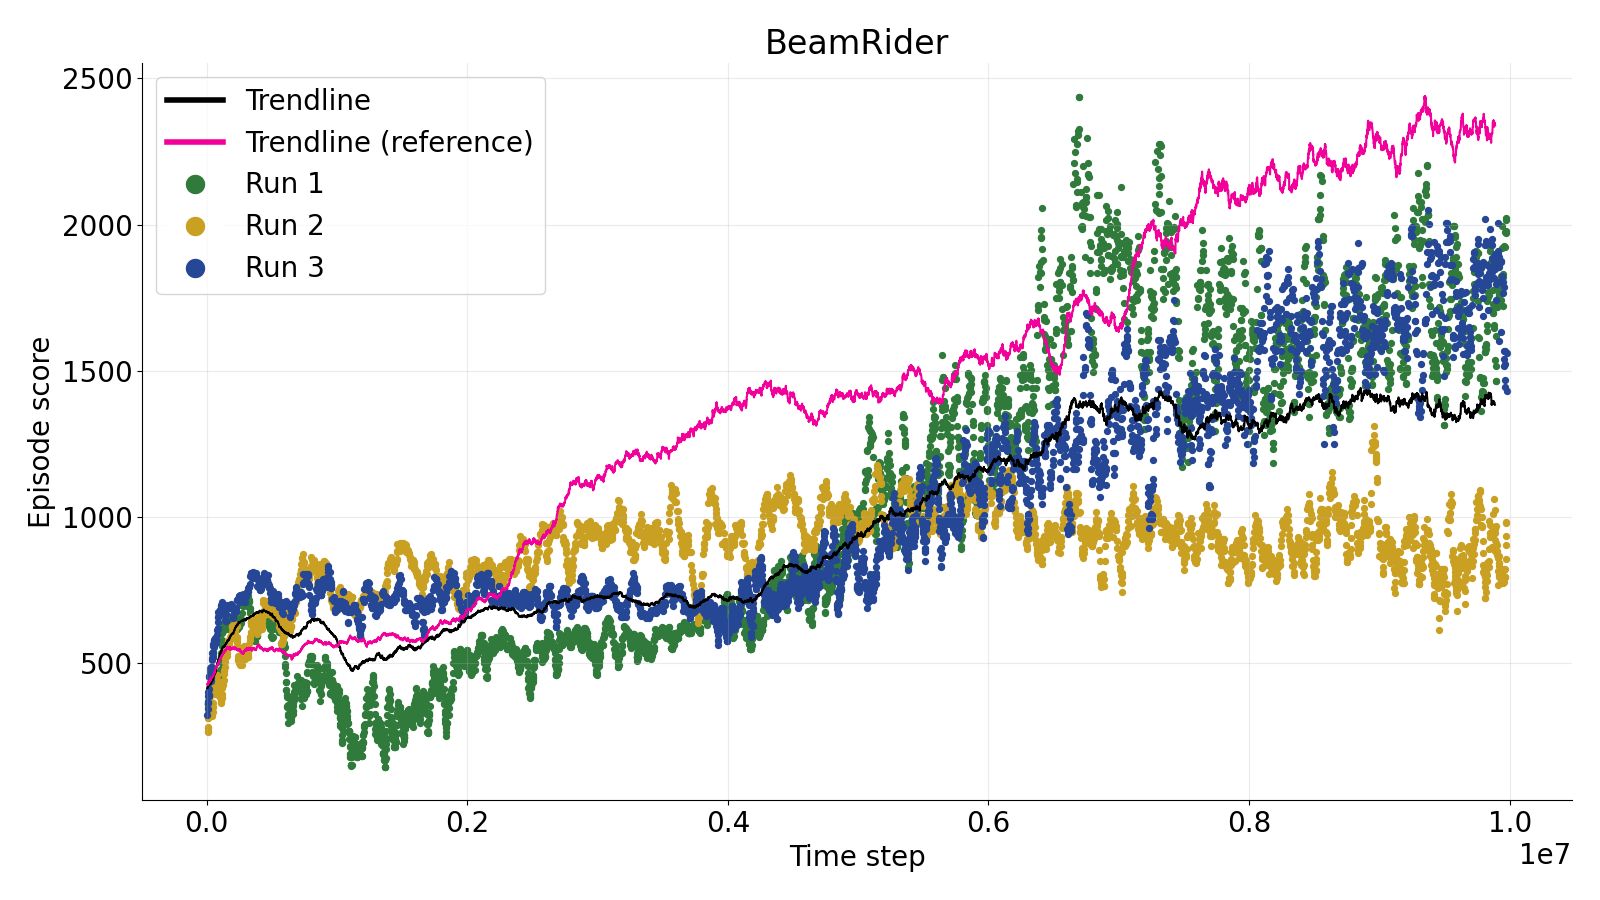 BeamRider
2500
2000
1500
1000
500
Episode score
Trendline
Trendline (reference)
Run 1
Run 2
Run 3
0.0 0.2 0.4 0.6 0.8 1.0
1e7
Time step